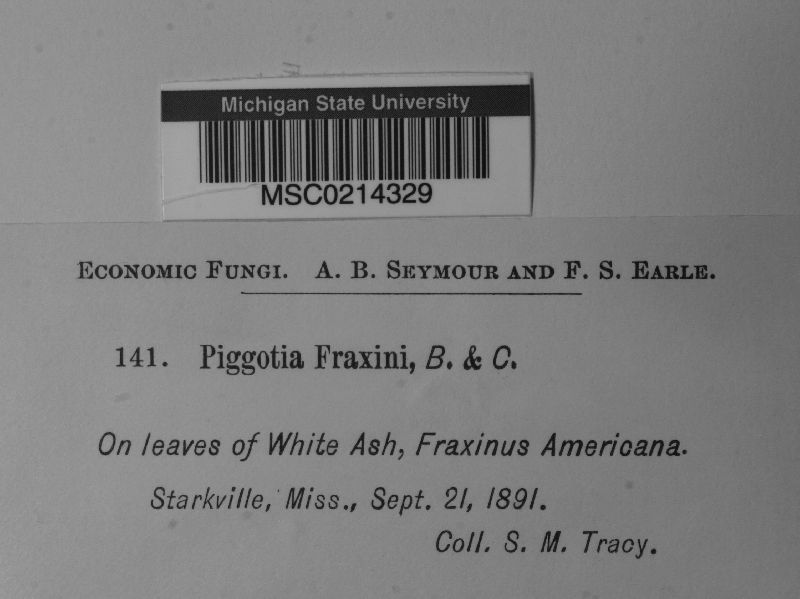 Michigan State University
MSC0214329
ECONOMIC FUNGI. A. B. SEYMOUR AND F. S. EARLE.
141. Piggotia Fraxini, B. & C.
On leaves of White Ash, Fraxinus Americana.
Starkville, Miss., Sept. 21, 1891.
Coll. S. M. Tracy.